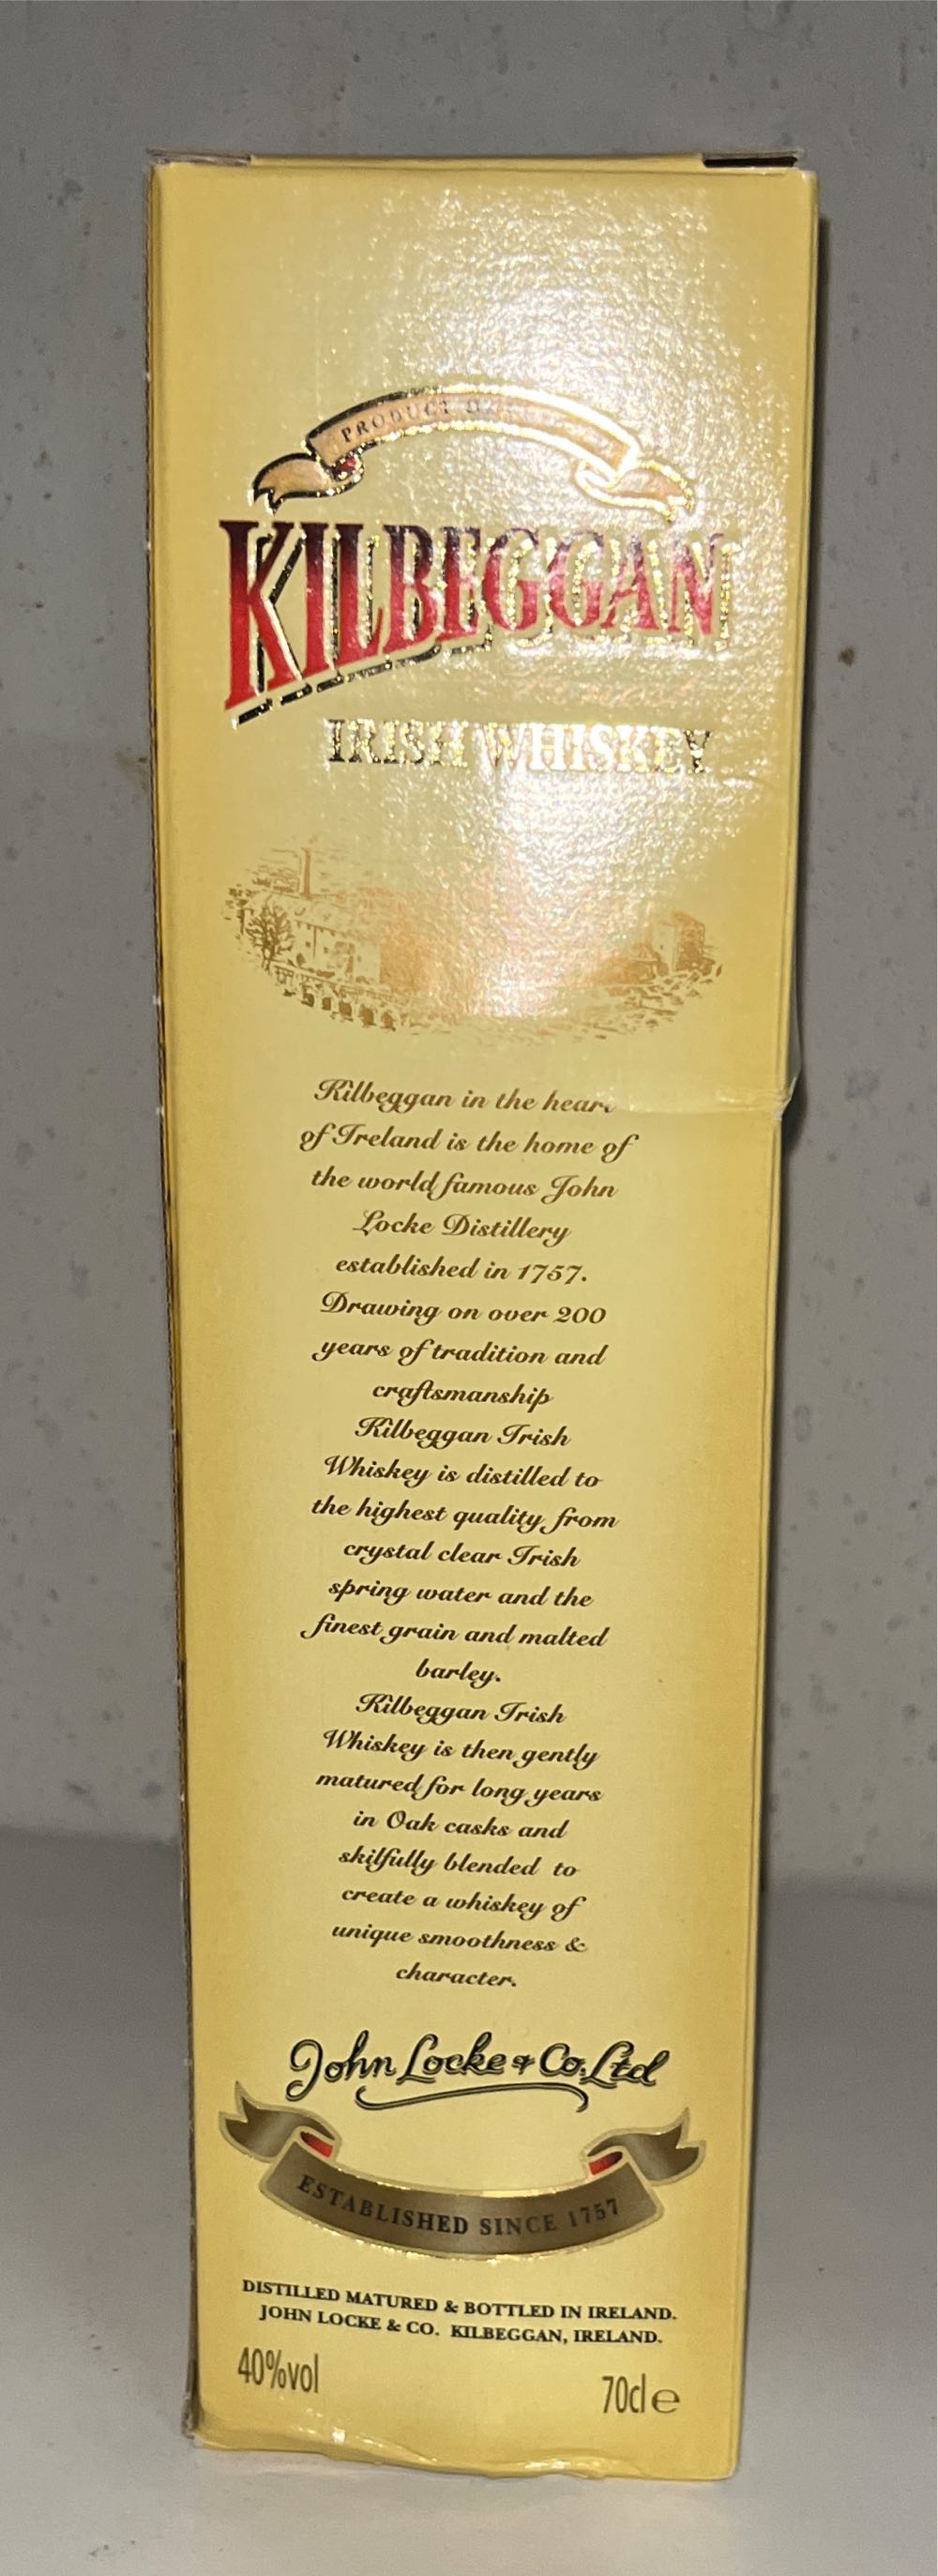 PRODUCT OF
KILBEGGAN
IRISH WHISKEY
Kilbeggan in the heart
of Ireland is the home of
the world famous John
Locke Distillery
established in 1757.
Drawing on over 200
years of tradition and
craftsmanship
Kilbeggan Irish
Whiskey is distilled to
the highest quality from
crystal clear Irish
spring water and the
finest grain and malted
barley.
Kilbeggan Irish
Whiskey is then gently
matured for long years
in Oak casks and
skilfully blended to
create a whiskey of
unique smoothness &
character.
John Locke & Co. Ltd
ESTABLISHED SINCE 1757
DISTILLED MATURED & BOTTLED IN IRELAND.
JOHN LOCKE & CO. KILBEGGAN, IRELAND.
40%vol 70cl e